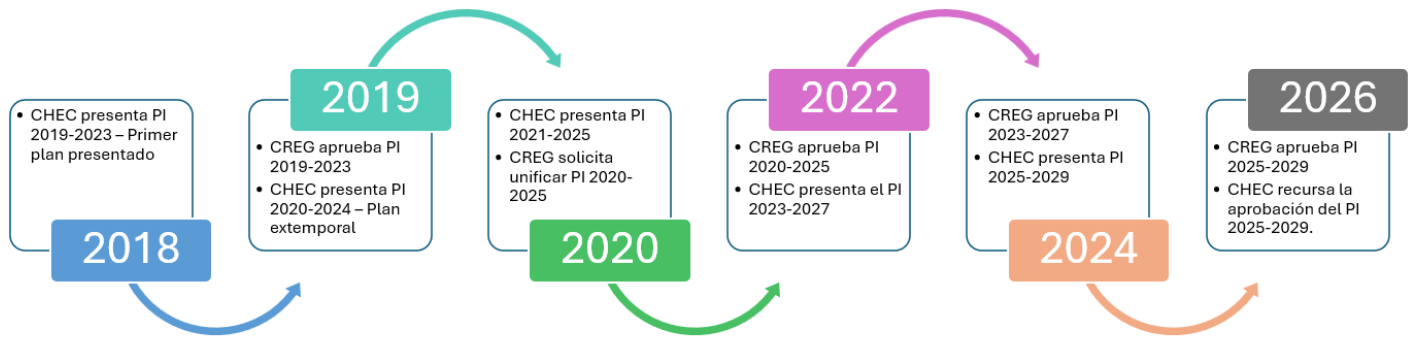 • CHEC presenta PI
2019-2023 – Primer
plan presentado
2018
2019
• CREG aprueba PI
2019-2023
• CHEC presenta PI
2020-2024 – Plan
extemporal
• CHEC presenta PI
2021-2025
• CREG solicita
unificar PI 2020-
2025
2020
2022
• CREG aprueba PI
2020-2025
• CHEC presenta el PI
2023-2027
• CREG aprueba PI
2023-2027
• CHEC presenta PI
2025-2029
2024
2026
• CREG aprueba PI
2025-2029
• CHEC recursa la
aprobación del PI
2025-2029.